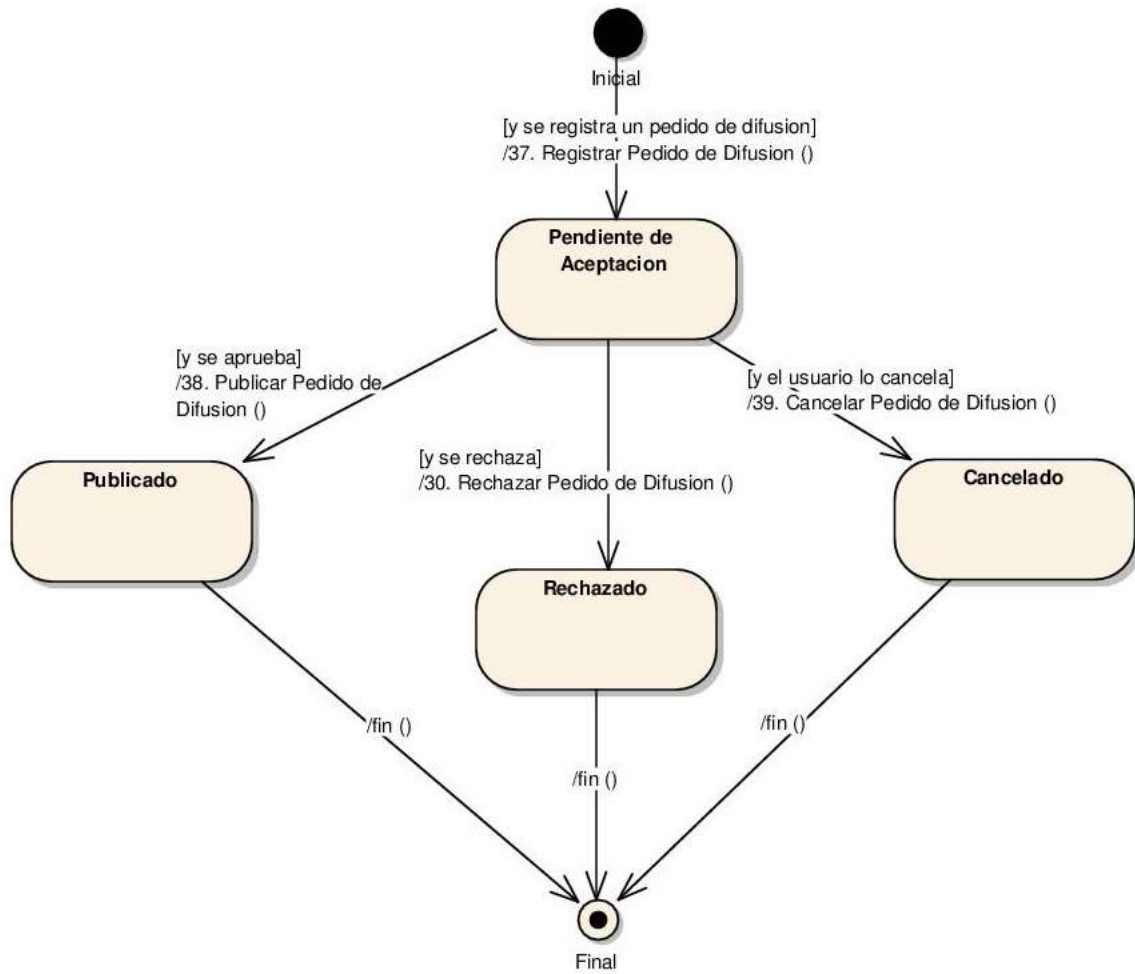 Inicial
[y se registra un pedido de difusion]
/37. Registrar Pedido de Difusion ()
Pendiente de
Aceptacion
[y se aprueba]
/38. Publicar Pedido de
Difusion ()
[y el usuario lo cancela]
/39. Cancelar Pedido de Difusion ()
[y se rechaza]
/30. Rechazar Pedido de Difusion ()
Publicado
Cancelado
Rechazado
/fin ()
/fin ()
/fin ()
Final